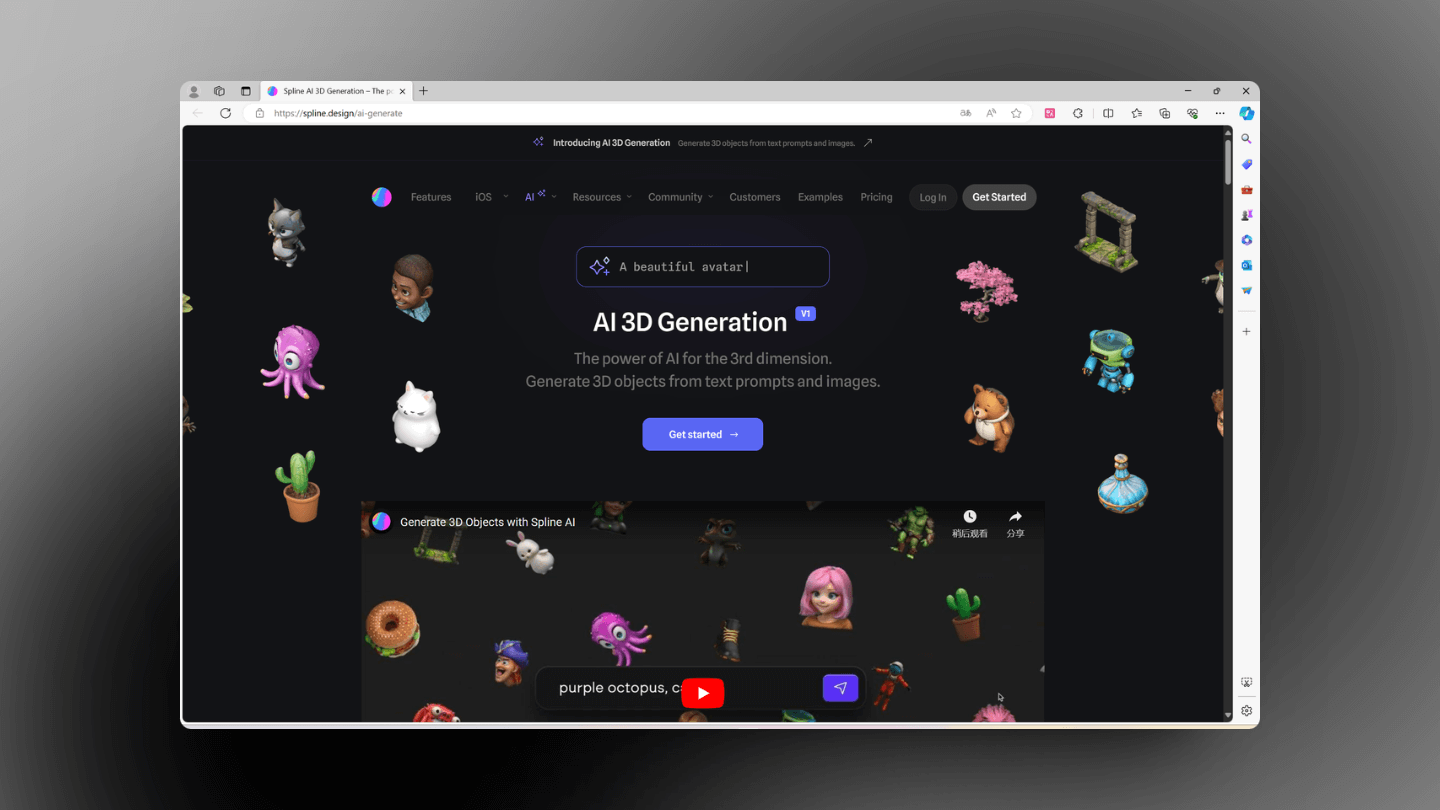 Spline AI 3D Generation – The po
https://spline.design/ai-generate
Introducing AI 3D Generation Generate 3D objects from text prompts and images.
Features iOS AI Resources Community Customers Examples Pricing Log In Get Started
A beautiful avatar
AI 3D Generation V1
The power of AI for the 3rd dimension.
Generate 3D objects from text prompts and images.
Get started →
Generate 3D Objects with Spline AI
稍后观看 分享
purple octopus, c